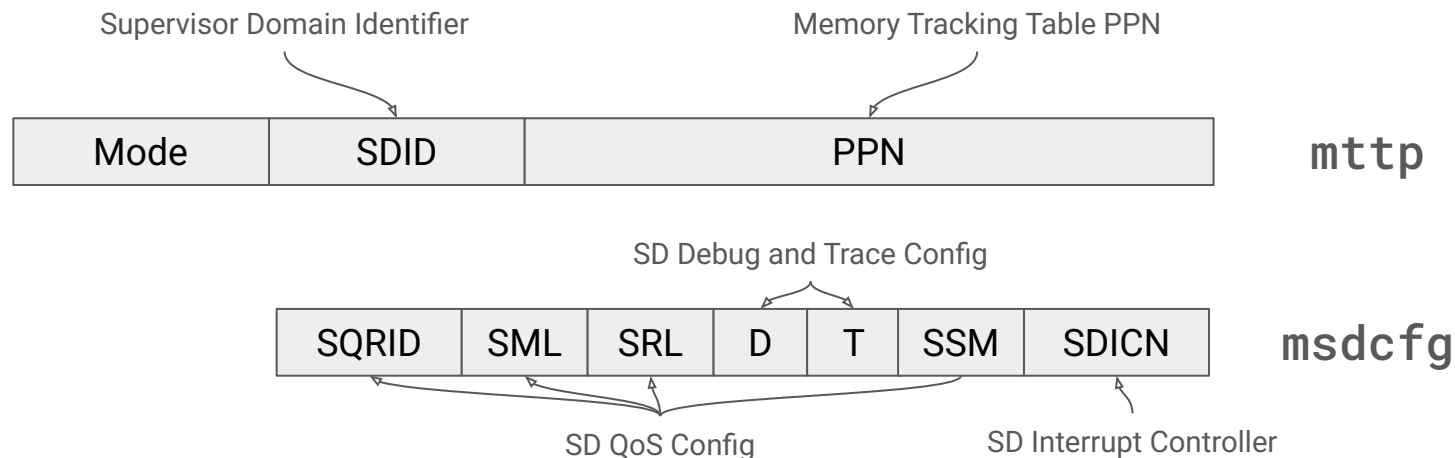 Supervisor Domain Identifier
Memory Tracking Table PPN
Mode SDID PPN mttp
SD Debug and Trace Config
SQRID SML SRL D T SSM SDICN msdcfg
SD QoS Config
SD Interrupt Controller